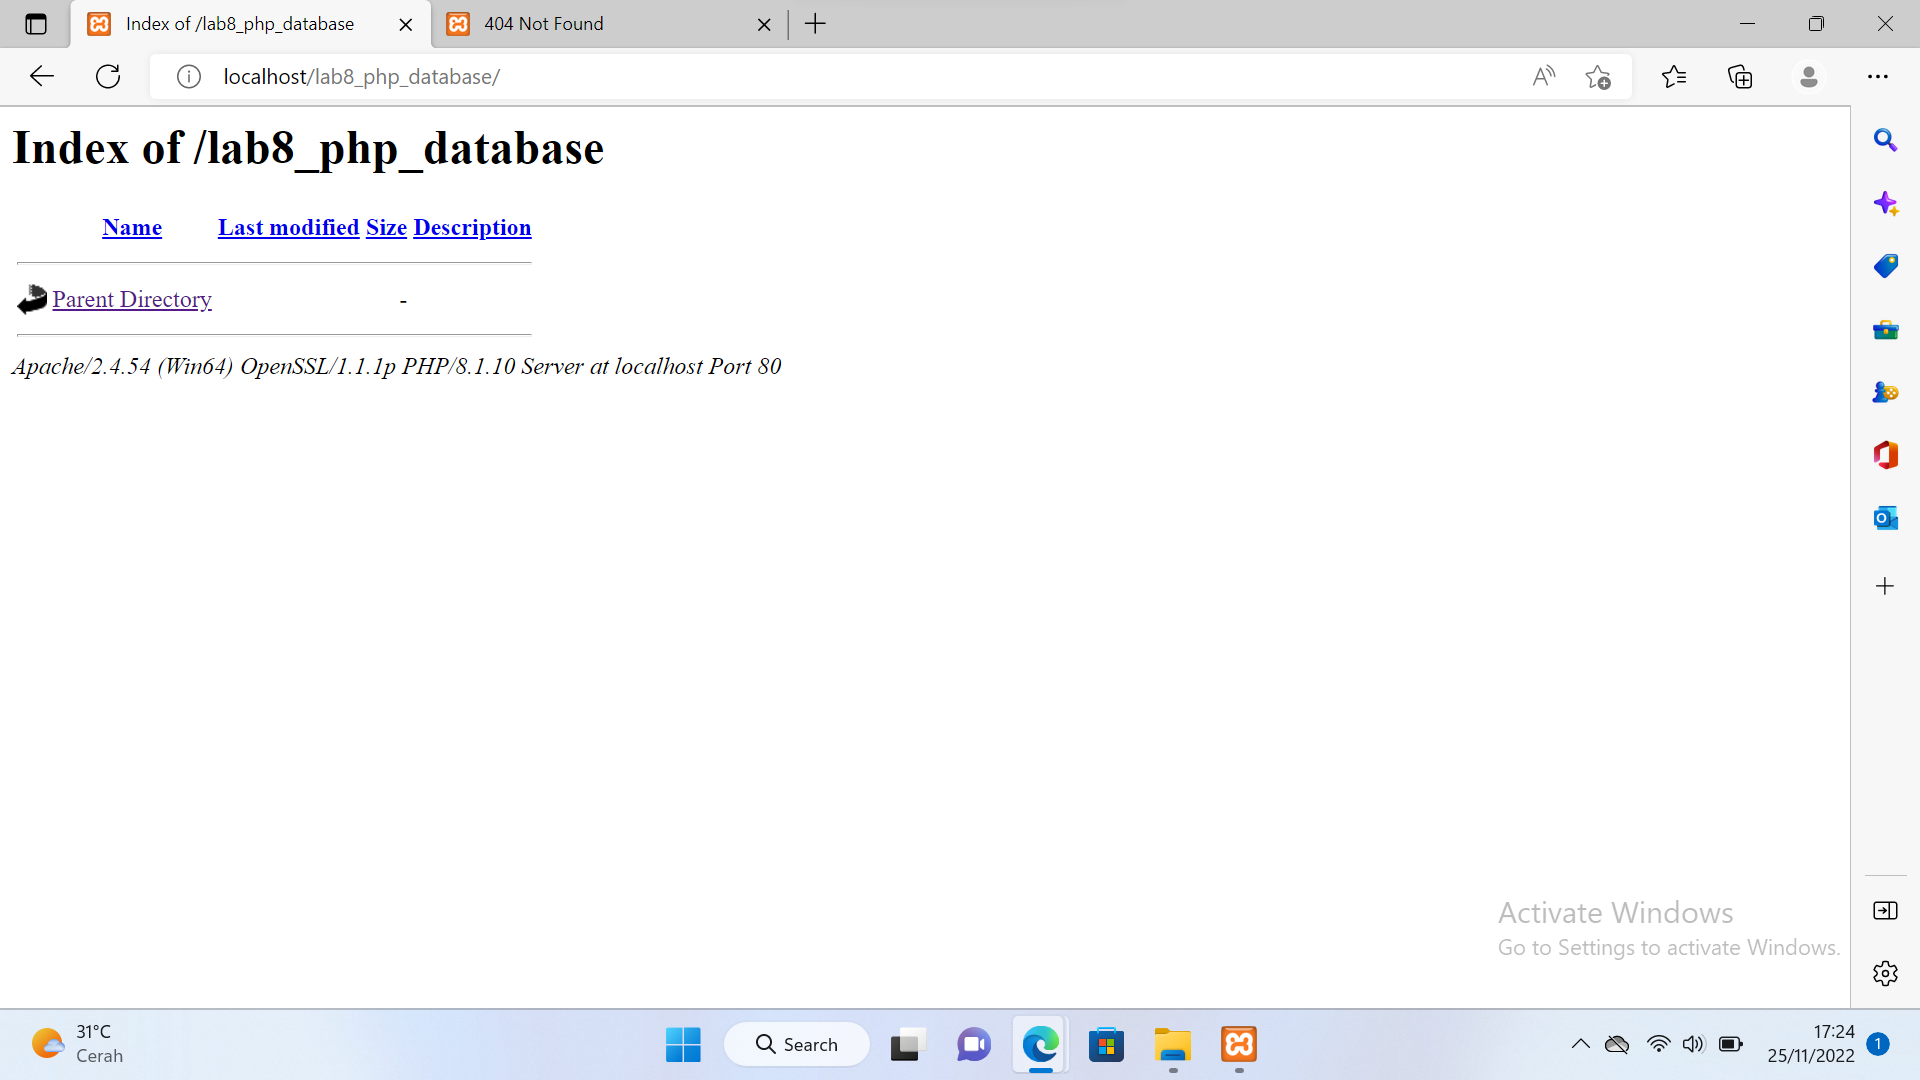 Index of /lab8_php_database
404 Not Found
localhost/lab8_php_database/
Index of /lab8_php_database
Name Last modified Size Description
Parent Directory -
Apache/2.4.54 (Win64) OpenSSL/1.1.1p PHP/8.1.10 Server at localhost Port 80
Activate Windows
Go to Settings to activate Windows.
31°C
Cerah
Search
17:24
25/11/2022
1